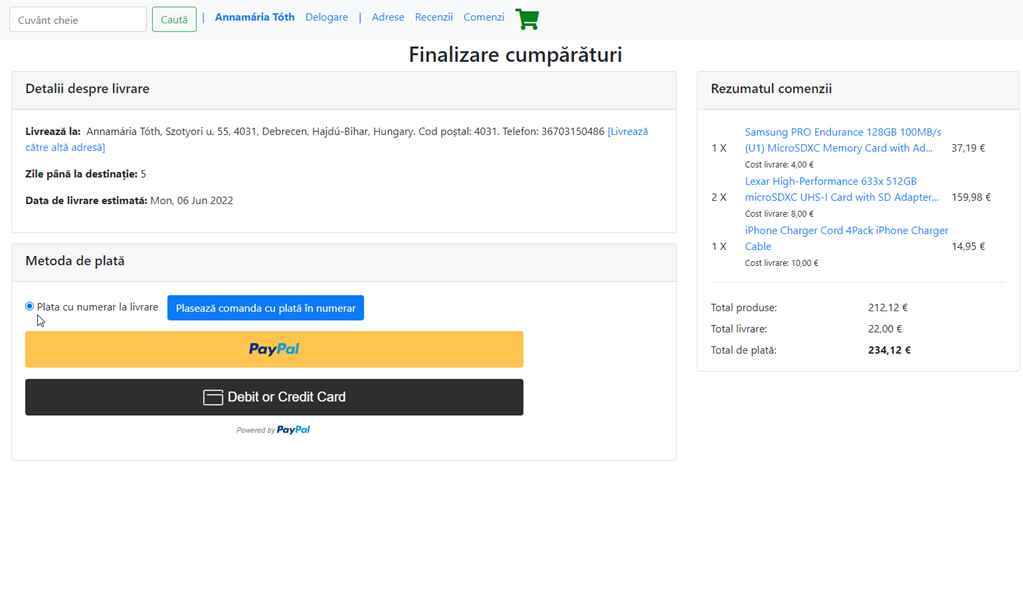 Cuvânt cheie Caută | Annamária Tóth Delogare | Adrese Recenzii Comenzi
Finalizare cumpărături
Detalii despre livrare
Livrează la: Annamária Tóth, Szotyori u. 55, 4031, Debrecen, Hajdú-Bihar, Hungary. Cod poștal: 4031. Telefon: 36703150486 [Livrează
către altă adresă]
Zile până la destinație: 5
Data de livrare estimată: Mon, 06 Jun 2022
Metoda de plată
Plata cu numerar la livrare Plasează comanda cu plată în numerar
PayPal
Debit or Credit Card
Powered by PayPal
Rezumatul comenzii
Samsung PRO Endurance 128GB 100MB/s
1 X (U1) MicroSDXC Memory Card with Ad... 37,19 €
Cost livrare: 4,00 €
Lexar High-Performance 633x 512GB
2 X microSDXC UHS-I Card with SD Adapter... 159,98 €
Cost livrare: 8,00 €
iPhone Charger Cord 4Pack iPhone Charger
1 X Cable 14,95 €
Cost livrare: 10,00 €
Total produse: 212,12 €
Total livrare: 22,00 €
Total de plată: 234,12 €